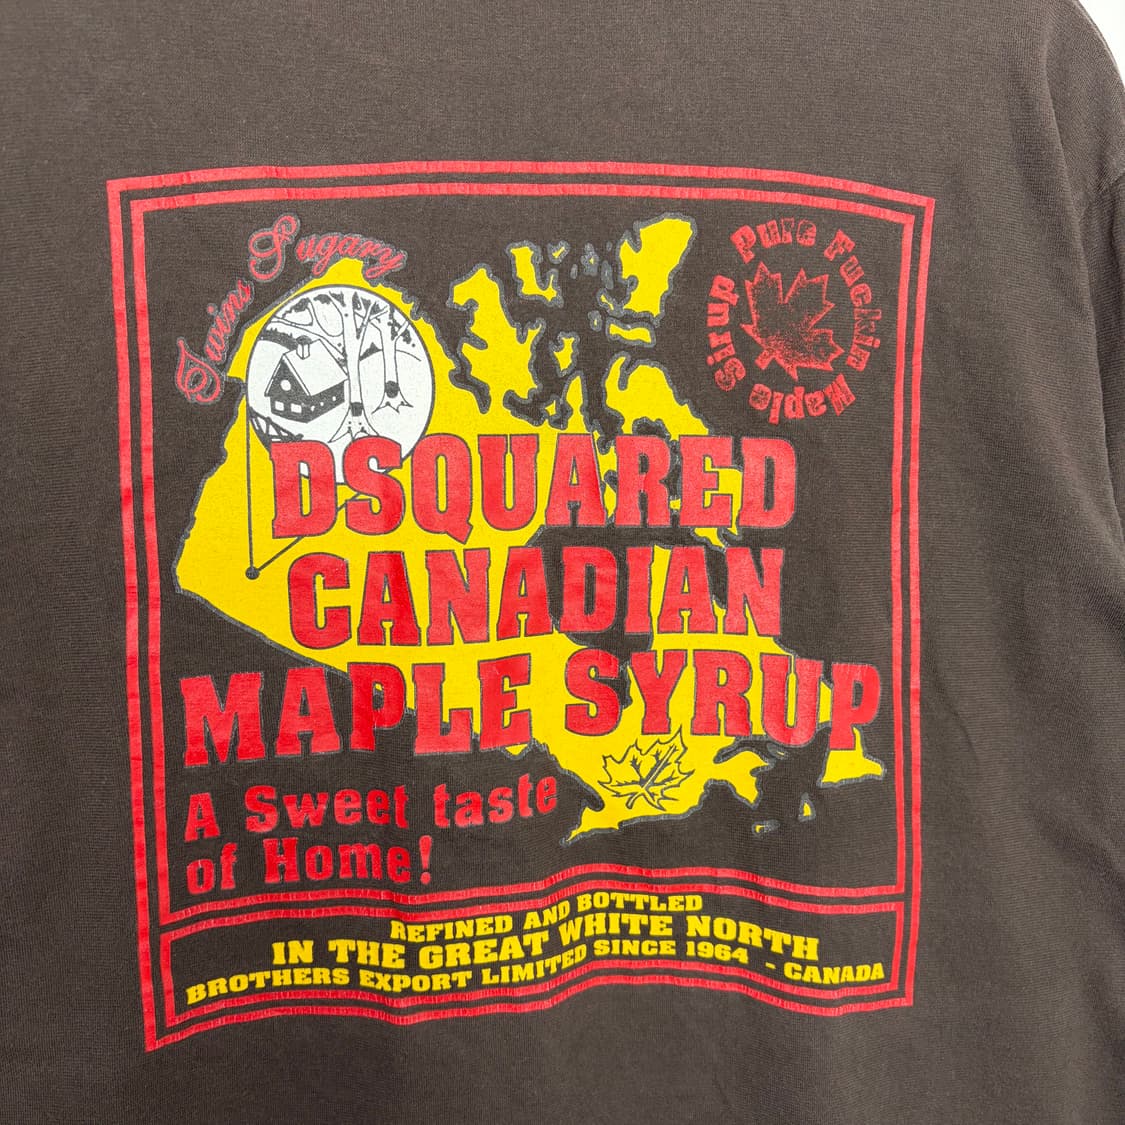 Twins Sugary
Pure Fuckin Maple Sirup
DSQUARED
CANADIAN
MAPLE SYRUP
A Sweet taste
of Home!
REFINED AND BOTTLED
IN THE GREAT WHITE NORTH
BROTHERS EXPORT LIMITED SINCE 1964 - CANADA